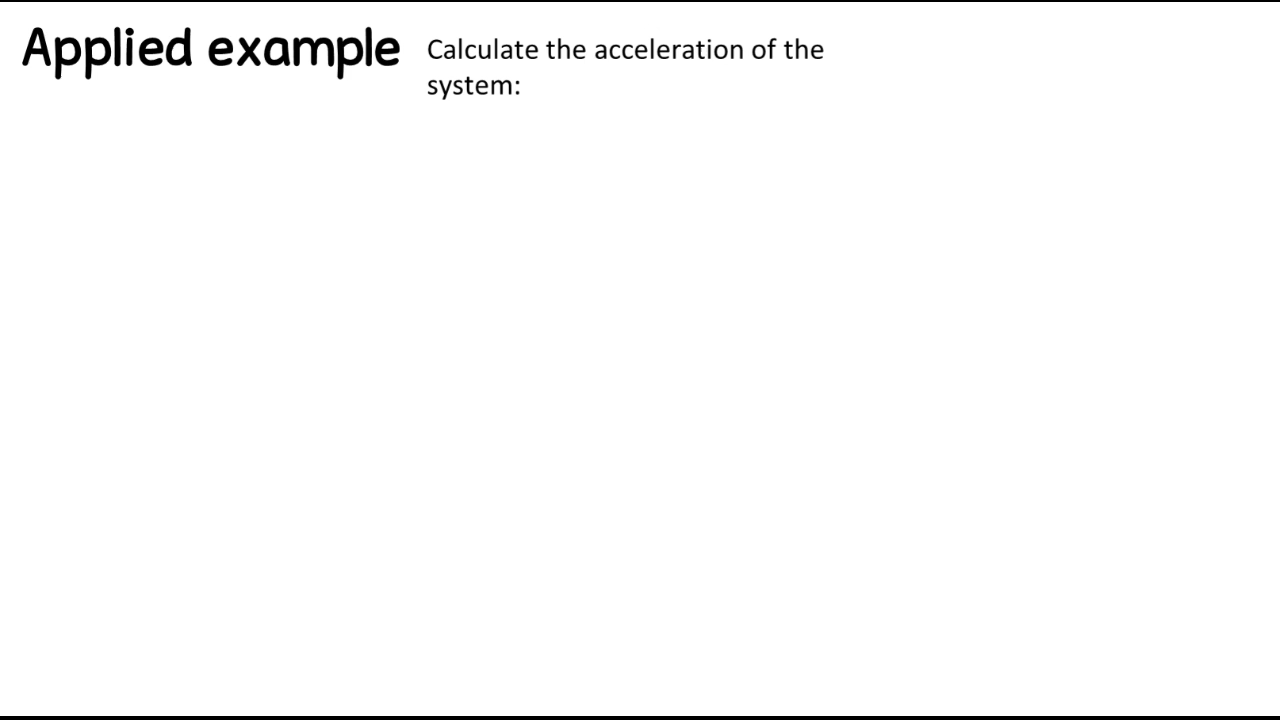 Applied example
Calculate the acceleration of the
system: